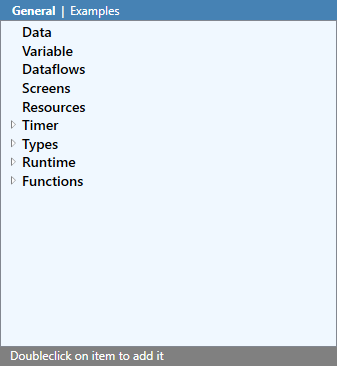 General | Examples
Data
Variable
Dataflows
Screens
Resources
Timer
Types
Runtime
Functions
Doubleclick on item to add it